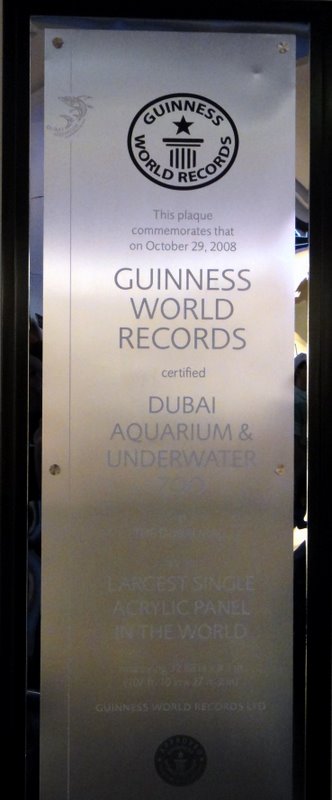 GUINNESS
WORLD RECORDS
This plaque
commemorates that
on October 29, 2008
GUINNESS
WORLD
RECORDS
certified
DUBAI
AQUARIUM &
UNDERWATER
ZOO
LARGEST SINGLE
ACRYLIC PANEL
IN THE WORLD
GUINNESS WORLD RECORDS LTD